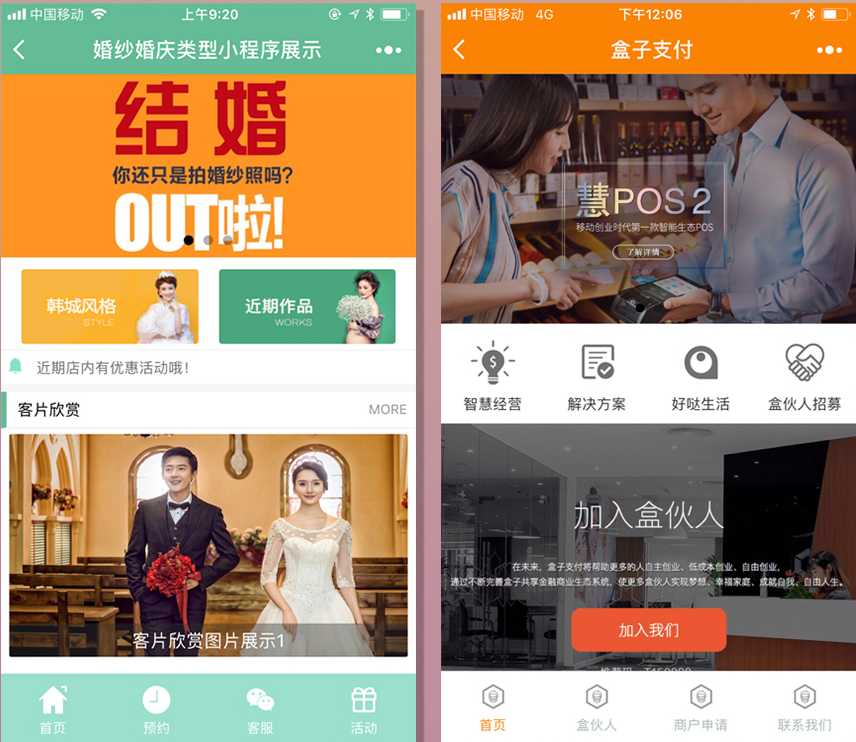 中国移动
上午9:20
婚纱婚庆类型小程序展示
结婚
你还只是拍婚纱照吗?
OUT啦!
韩城风格
STYLE
近期作品
WORKS
近期店内有优惠活动哦!
客片欣赏
MORE
客片欣赏图片展示1
首页
预约
客服
活动
中国移动 4G
下午12:06
盒子支付
慧POS 2
移动创业时代第一款智能生态POS
了解详情
智慧经营
解决方案
好哒生活
盒伙人招募
加入盒伙人
在未来，盒子支付将帮助更多的人自主创业、低成本创业、自由创业，
通过不断完善盒子共享金融商业生态系统，使更多盒伙人实现梦想、幸福家庭、成就自我、自由人生。
加入我们
首页
盒伙人
商户申请
联系我们